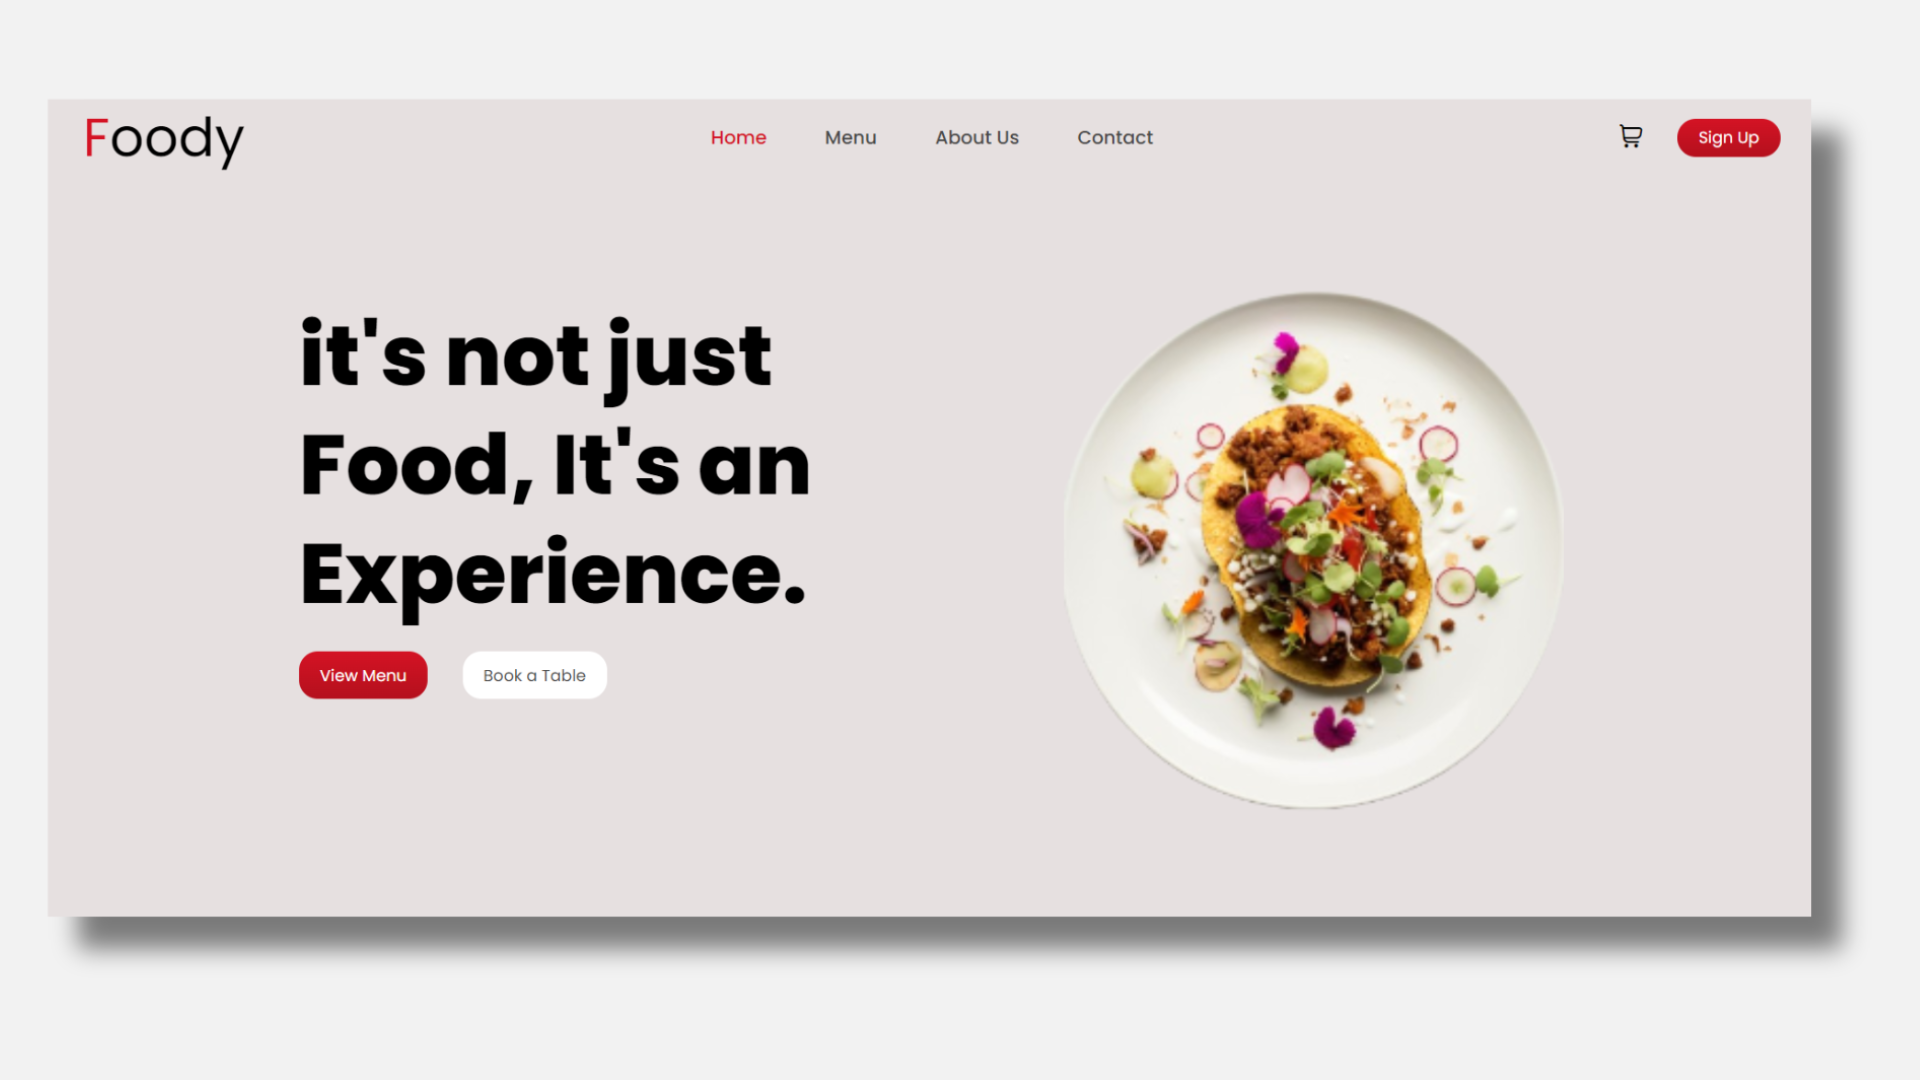 Foody
Home
Menu
About Us
Contact
Sign Up
it's not just
Food, It's an
Experience.
View Menu
Book a Table